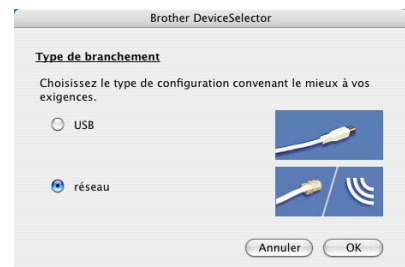 Brother DeviceSelector
Type de branchement
Choisissez le type de configuration convenant le mieux à vos
exigences.
USB
réseau
Annuler
OK